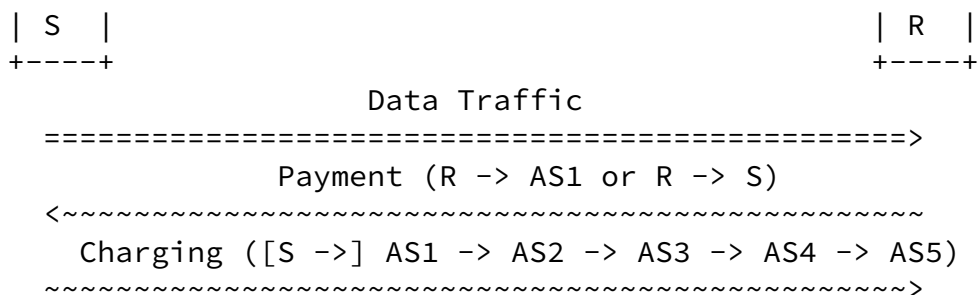 | S | | R |
+----+ +----+
Data Traffic
================================================>
Payment (R -> AS1 or R -> S)
<~~~~~~~~~~~~~~~~~~~~~~~~~~~~~~~~~~~~~~~~~~~~~~~~
Charging ([S ->] AS1 -> AS2 -> AS3 -> AS4 -> AS5)
~~~~~~~~~~~~~~~~~~~~~~~~~~~~~~~~~~~~~~~~~~~~~~~~>